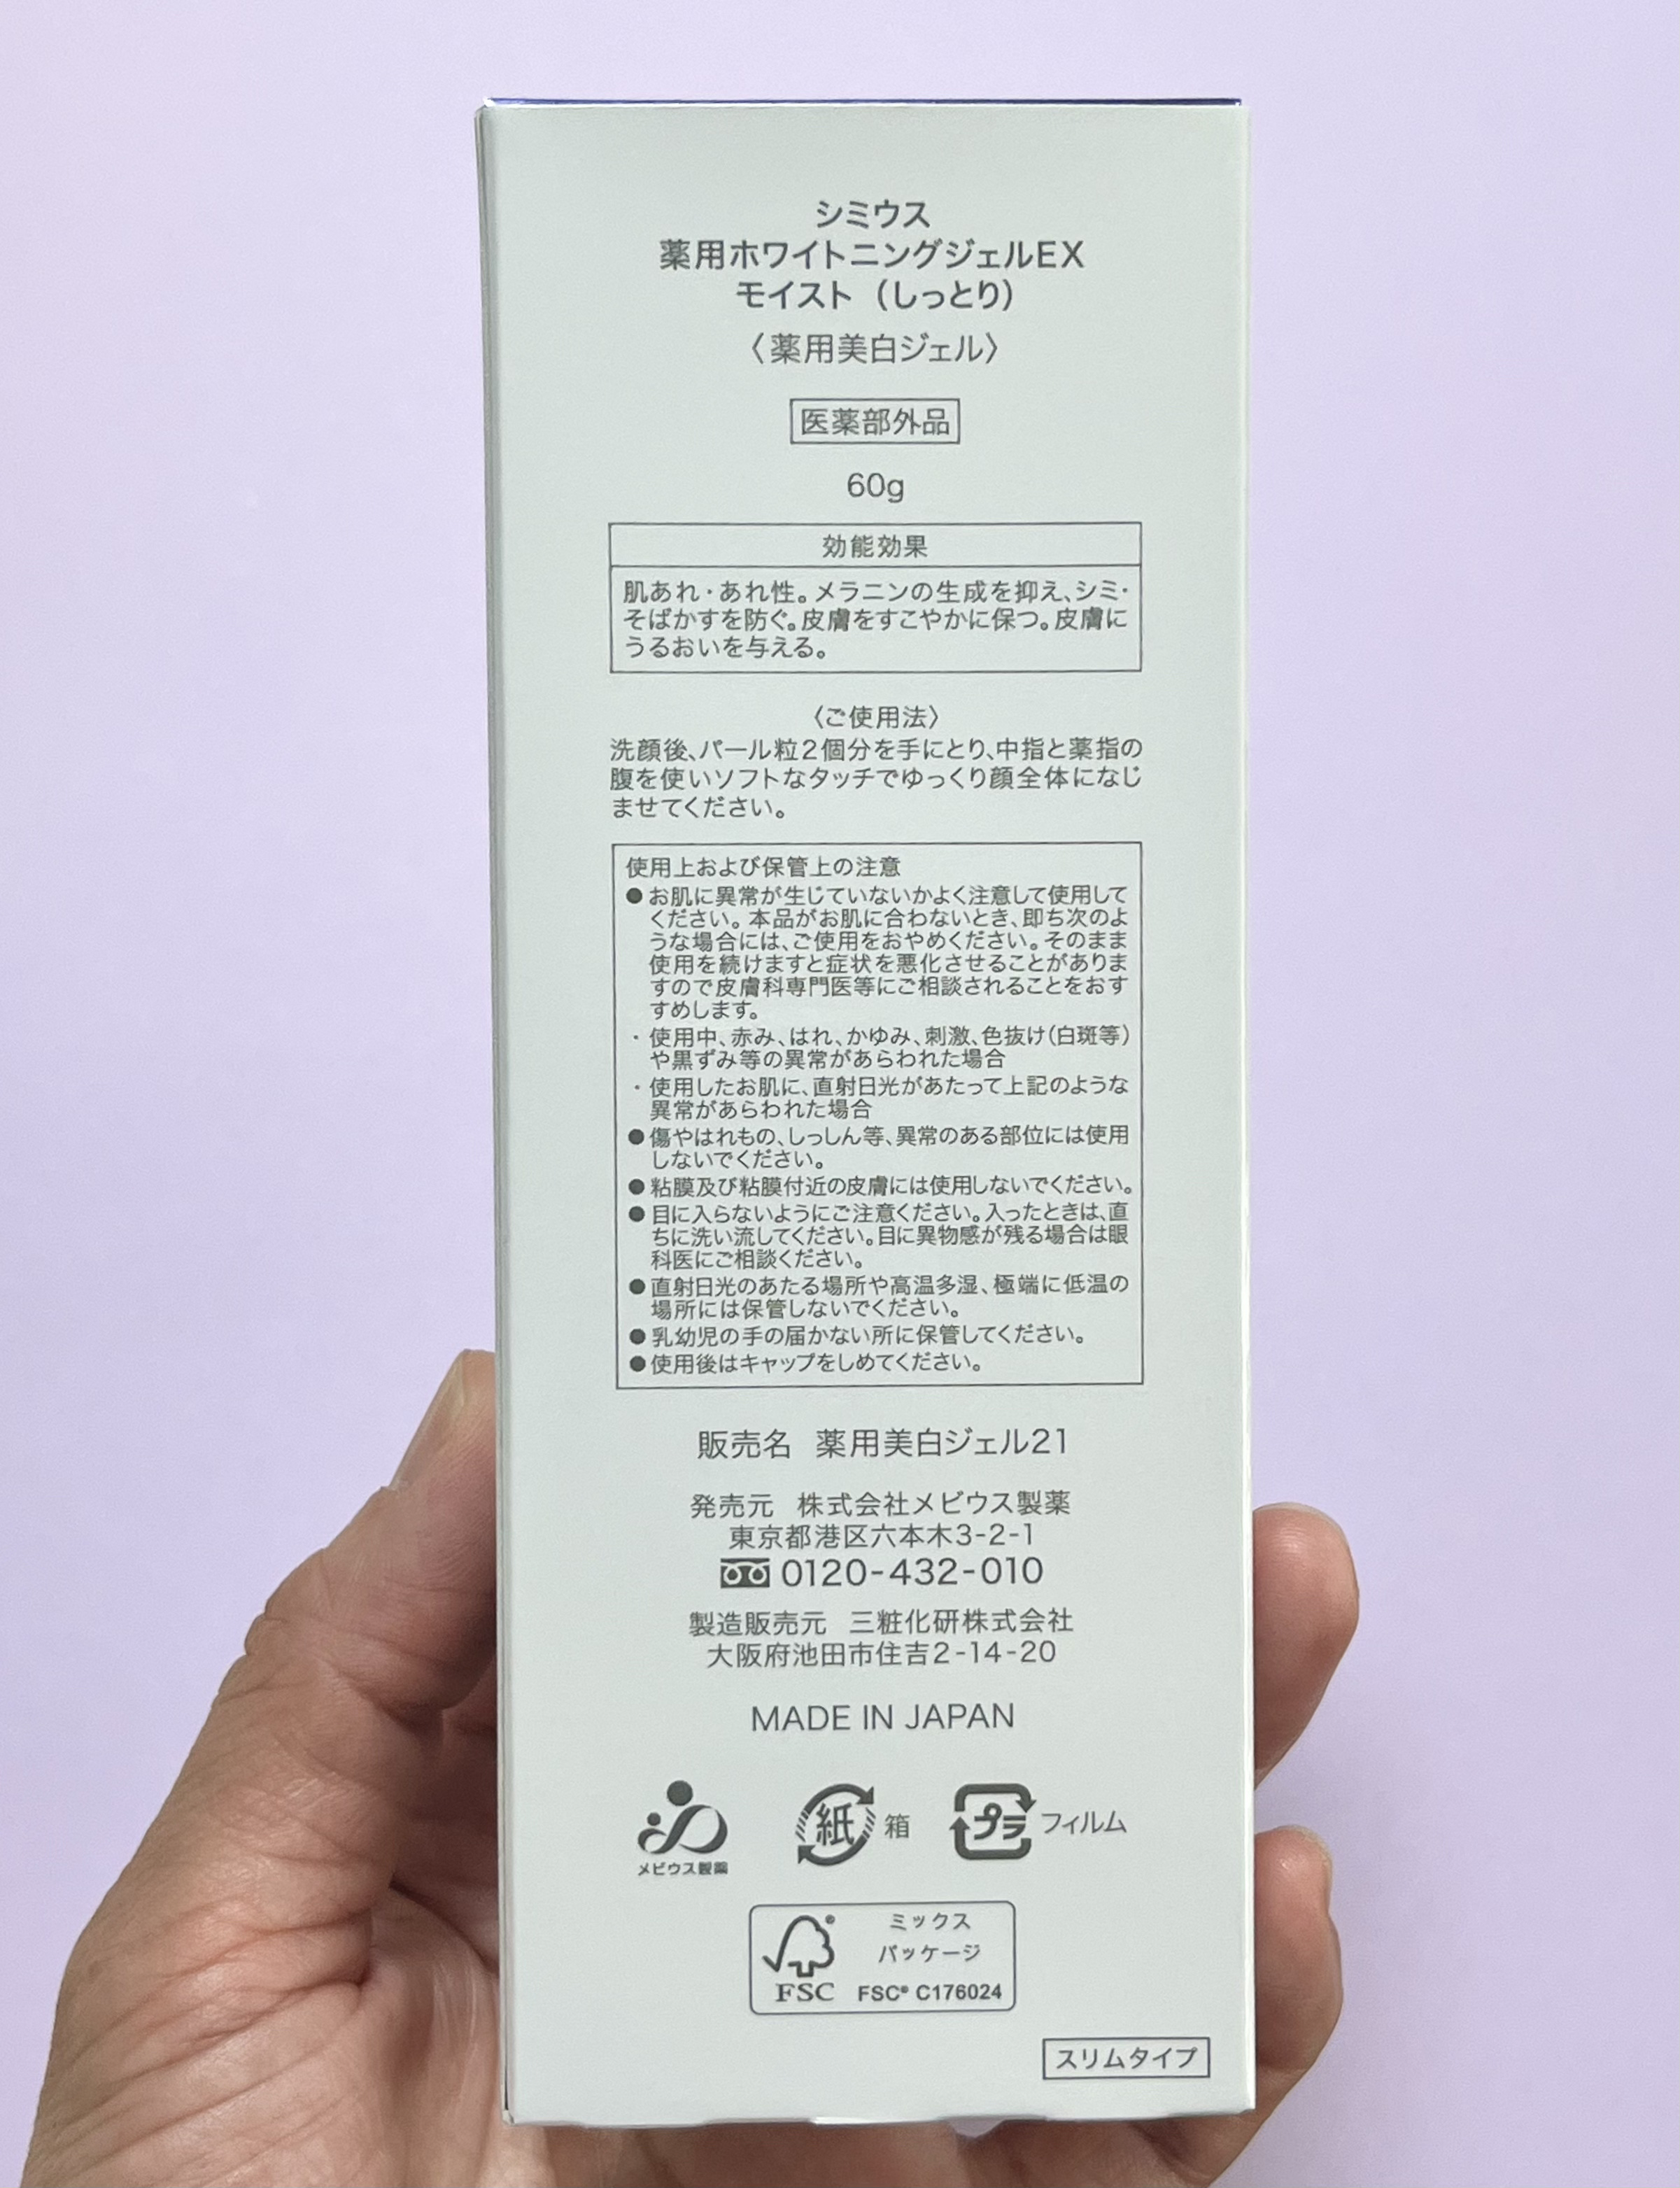 シミウス
薬用ホワイトニングジェルEX
モイスト（しっとり）
〈薬用美白ジェル〉
医薬部外品
60g
効能効果
肌あれ・あれ性。メラニンの生成を抑え、シミ・
そばかすを防ぐ。皮膚をすこやかに保つ。皮膚に
うるおいを与える。
〈ご使用法〉
洗顔後、パール粒2個分を手にとり、中指と薬指の
腹を使いソフトなタッチでゆっくり顔全体になじ
ませてください。
使用上および保管上の注意
●お肌に異常が生じていないかよく注意して使用して
ください。本品がお肌に合わないとき、即ち次のよ
うな場合には、ご使用をおやめください。そのまま
使用を続けますと症状を悪化させることがありま
すので皮膚科専門医等にご相談されることをおす
すめします。
・使用中、赤み、はれ、かゆみ、刺激、色抜け（白斑等）
や黒ずみ等の異常があらわれた場合
・使用したお肌に、直射日光があたって上記のような
異常があらわれた場合
●傷やはれもの、しっしん等、異常のある部位には使用
しないでください。
●粘膜及び粘膜付近の皮膚には使用しないでください。
●目に入らないようにご注意ください。入ったときは、直
ちに洗い流してください。目に異物感が残る場合は眼
科医にご相談ください。
●直射日光のあたる場所や高温多湿、極端に低温の
場所には保管しないでください。
●乳幼児の手の届かない所に保管してください。
●使用後はキャップをしめてください。
販売名 薬用美白ジェル21
発売元 株式会社メビウス製薬
東京都港区六本木3-2-1
0120-432-010
製造販売元 三粧化研株式会社
大阪府池田市住吉2-14-20
MADE IN JAPAN
メビウス製薬
紙 箱
プラ フィルム
ミックス
パッケージ
FSC FSC® C176024
スリムタイプ